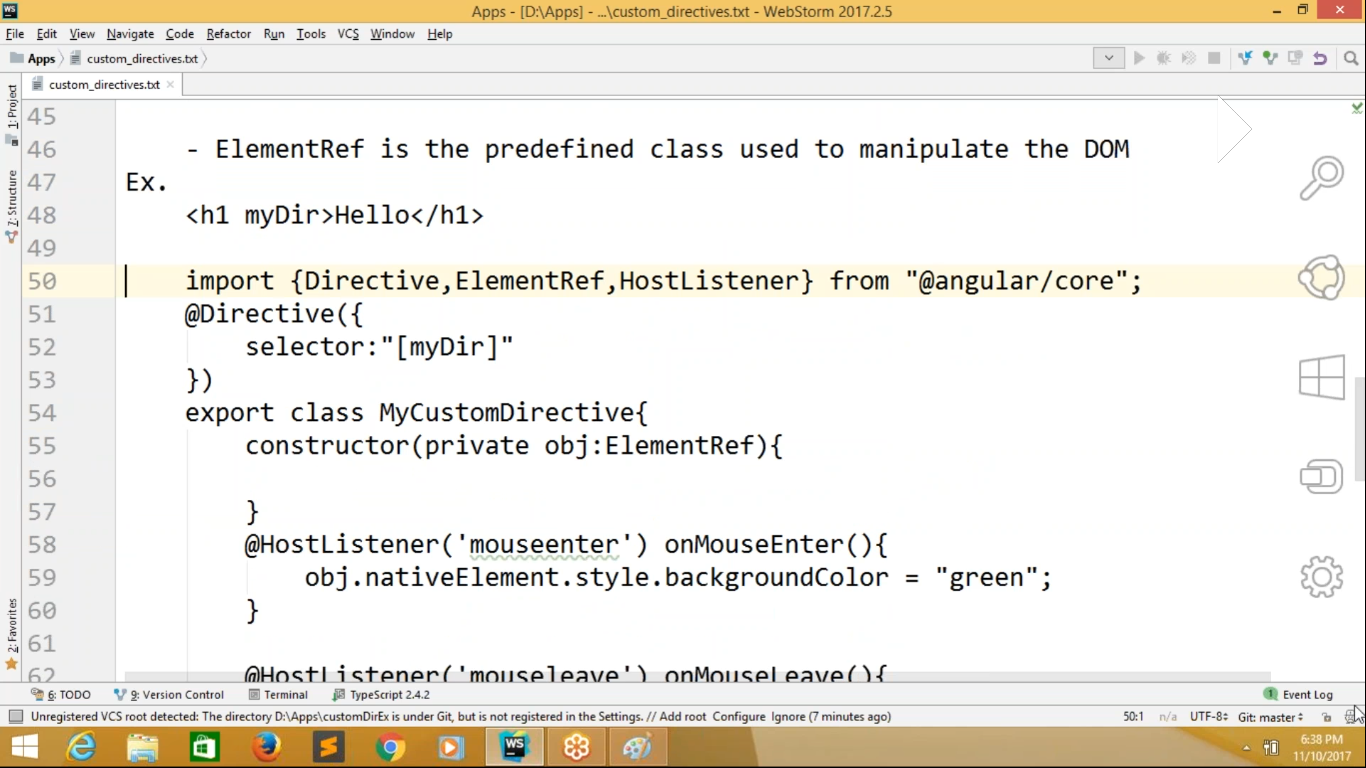 WS
Apps - [D:\Apps] - ...\custom_directives.txt - WebStorm 2017.2.5
File Edit View Navigate Code Refactor Run Tools VCS Window Help
Apps custom_directives.txt
custom_directives.txt
1: Project
Z: Structure
2: Favorites
45
46 - ElementRef is the predefined class used to manipulate the DOM
47 Ex.
48 <h1 myDir>Hello</h1>
49
50 import {Directive,ElementRef,HostListener} from "@angular/core";
51 @Directive({
52 selector:"[myDir]"
53 })
54 export class MyCustomDirective{
55 constructor(private obj:ElementRef){
56
57 }
58 @HostListener('mouseenter') onMouseEnter(){
59 obj.nativeElement.style.backgroundColor = "green";
60 }
61
62 @HostListener('mouseleave') onMouseLeave(){
6: TODO 9: Version Control Terminal TypeScript 2.4.2 1 Event Log
Unregistered VCS root detected: The directory D:\Apps\customDirEx is under Git, but is not registered in the Settings. // Add root Configure Ignore (7 minutes ago) 50:1 n/a UTF-8 Git: master
WS
6:38 PM
11/10/2017